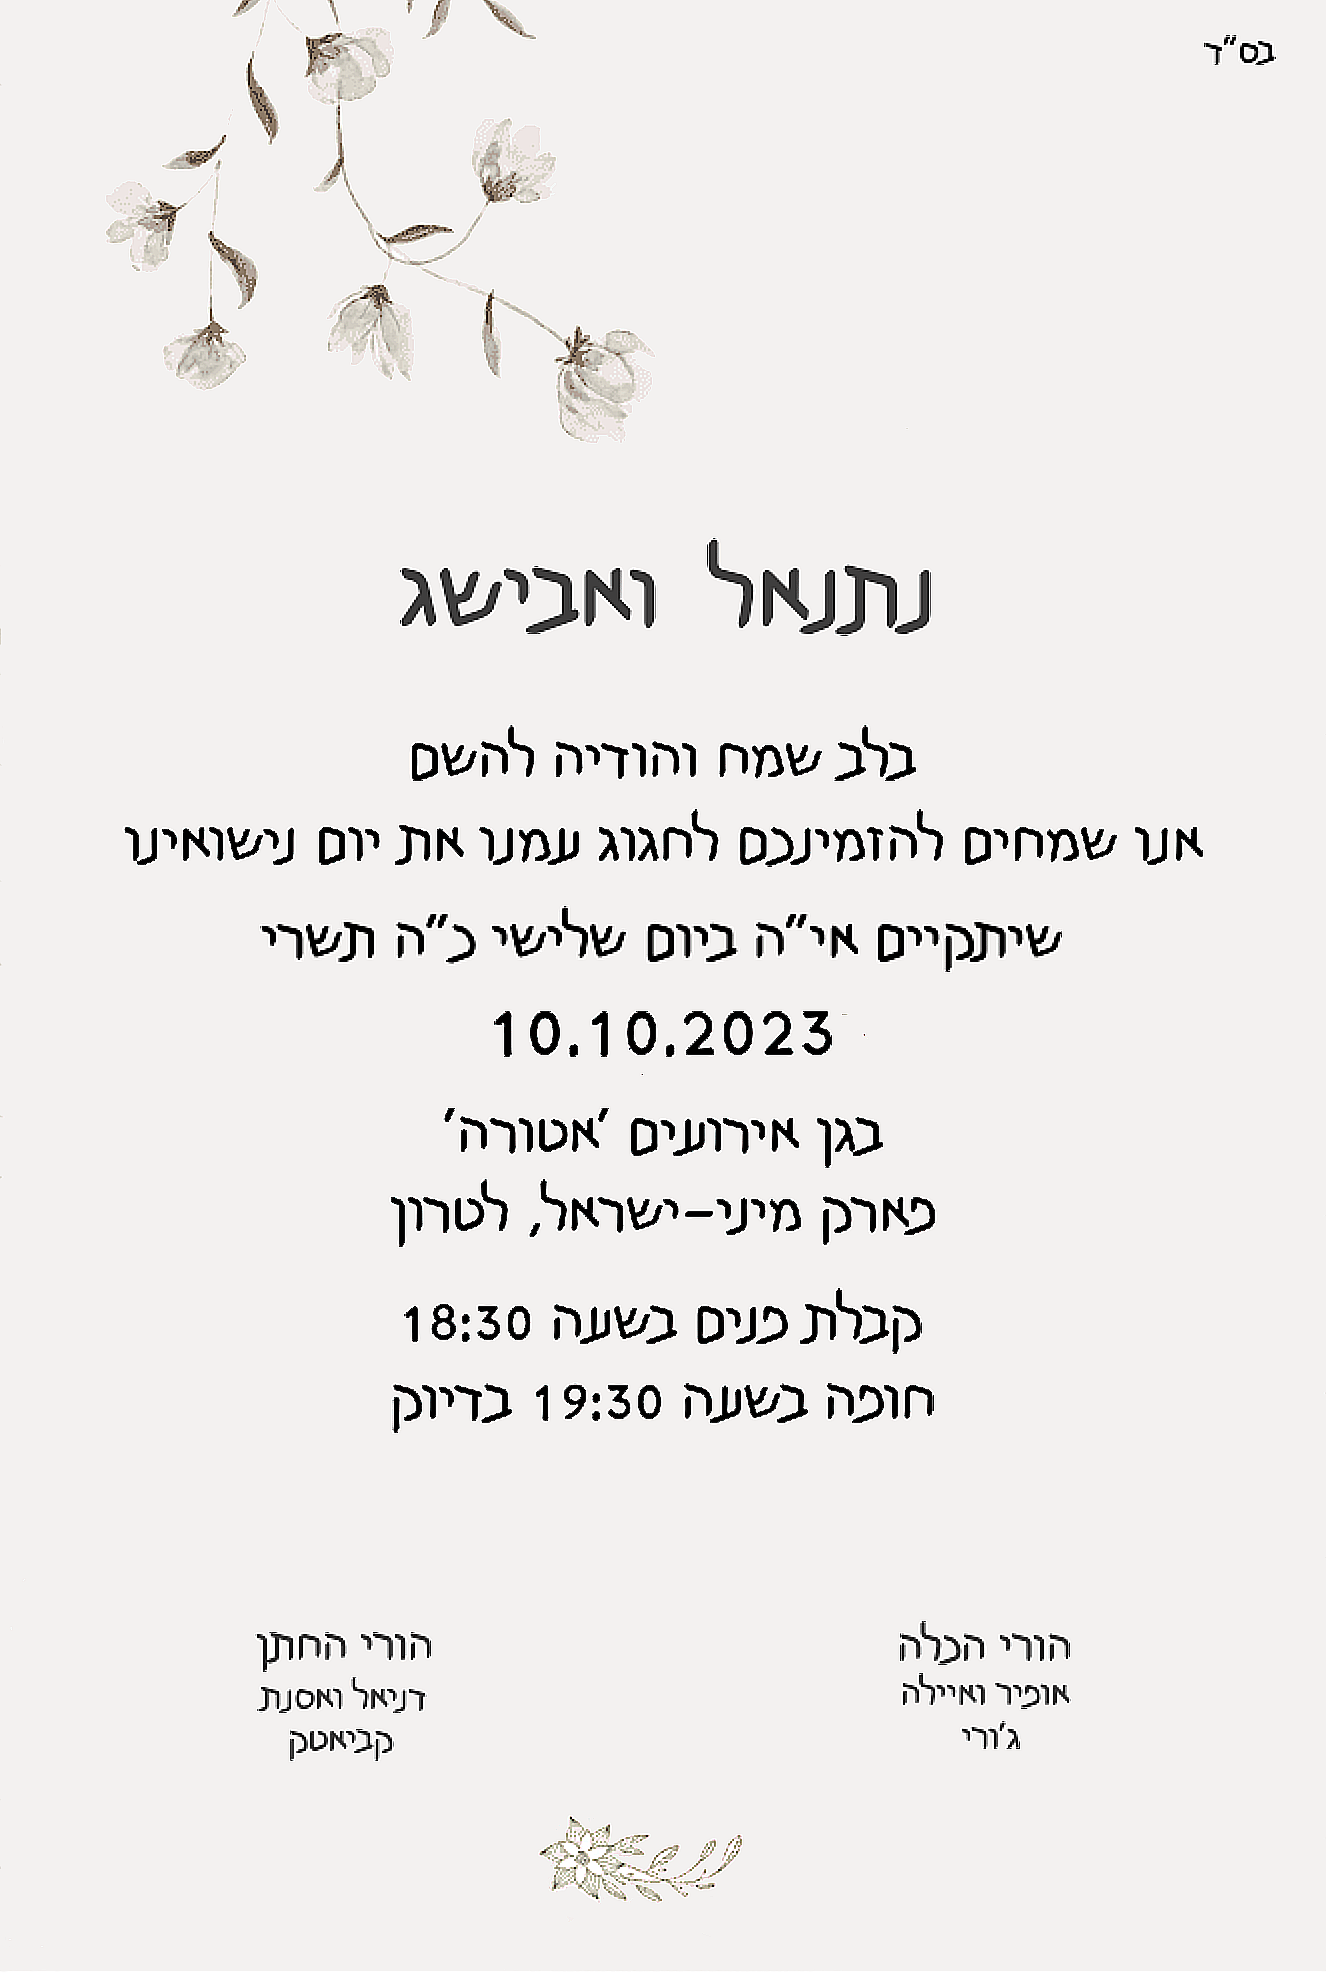 בס"ד
נתנאל ואבישג
בלב שמח והודיה להשם
אנו שמחים להזמינכם לחגוג עמנו את יום נישואינו
שיתקיים אי"ה ביום שלישי כ"ה תשרי
10.10.2023
בגן אירועים 'אטורה'
פארק מיני-ישראל, לטרון
קבלת פנים בשעה 18:30
חופה בשעה 19:30 בדיוק
הורי הכלה
אופיר ואיילה
ג'ורי
הורי החתן
דניאל ואסנת
קביאטק